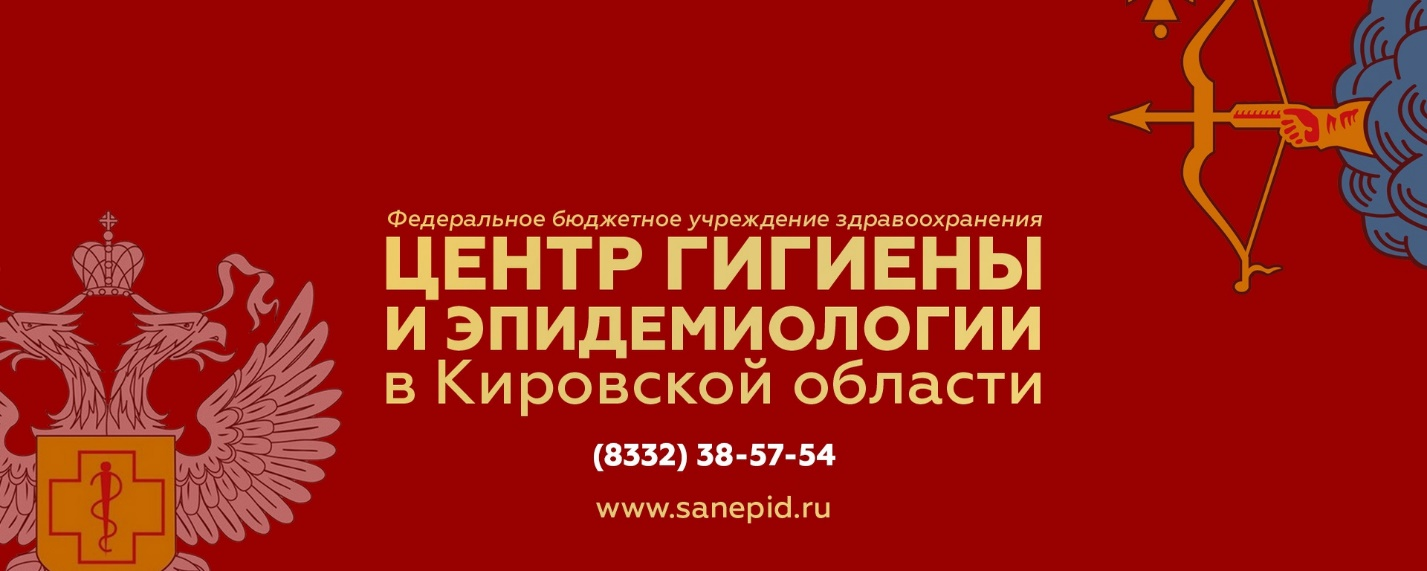 Федеральное бюджетное учреждение здравоохранения
ЦЕНТР ГИГИЕНЫ
И ЭПИДЕМИОЛОГИИ
в Кировской области
(8332) 38-57-54
www.sanepid.ru